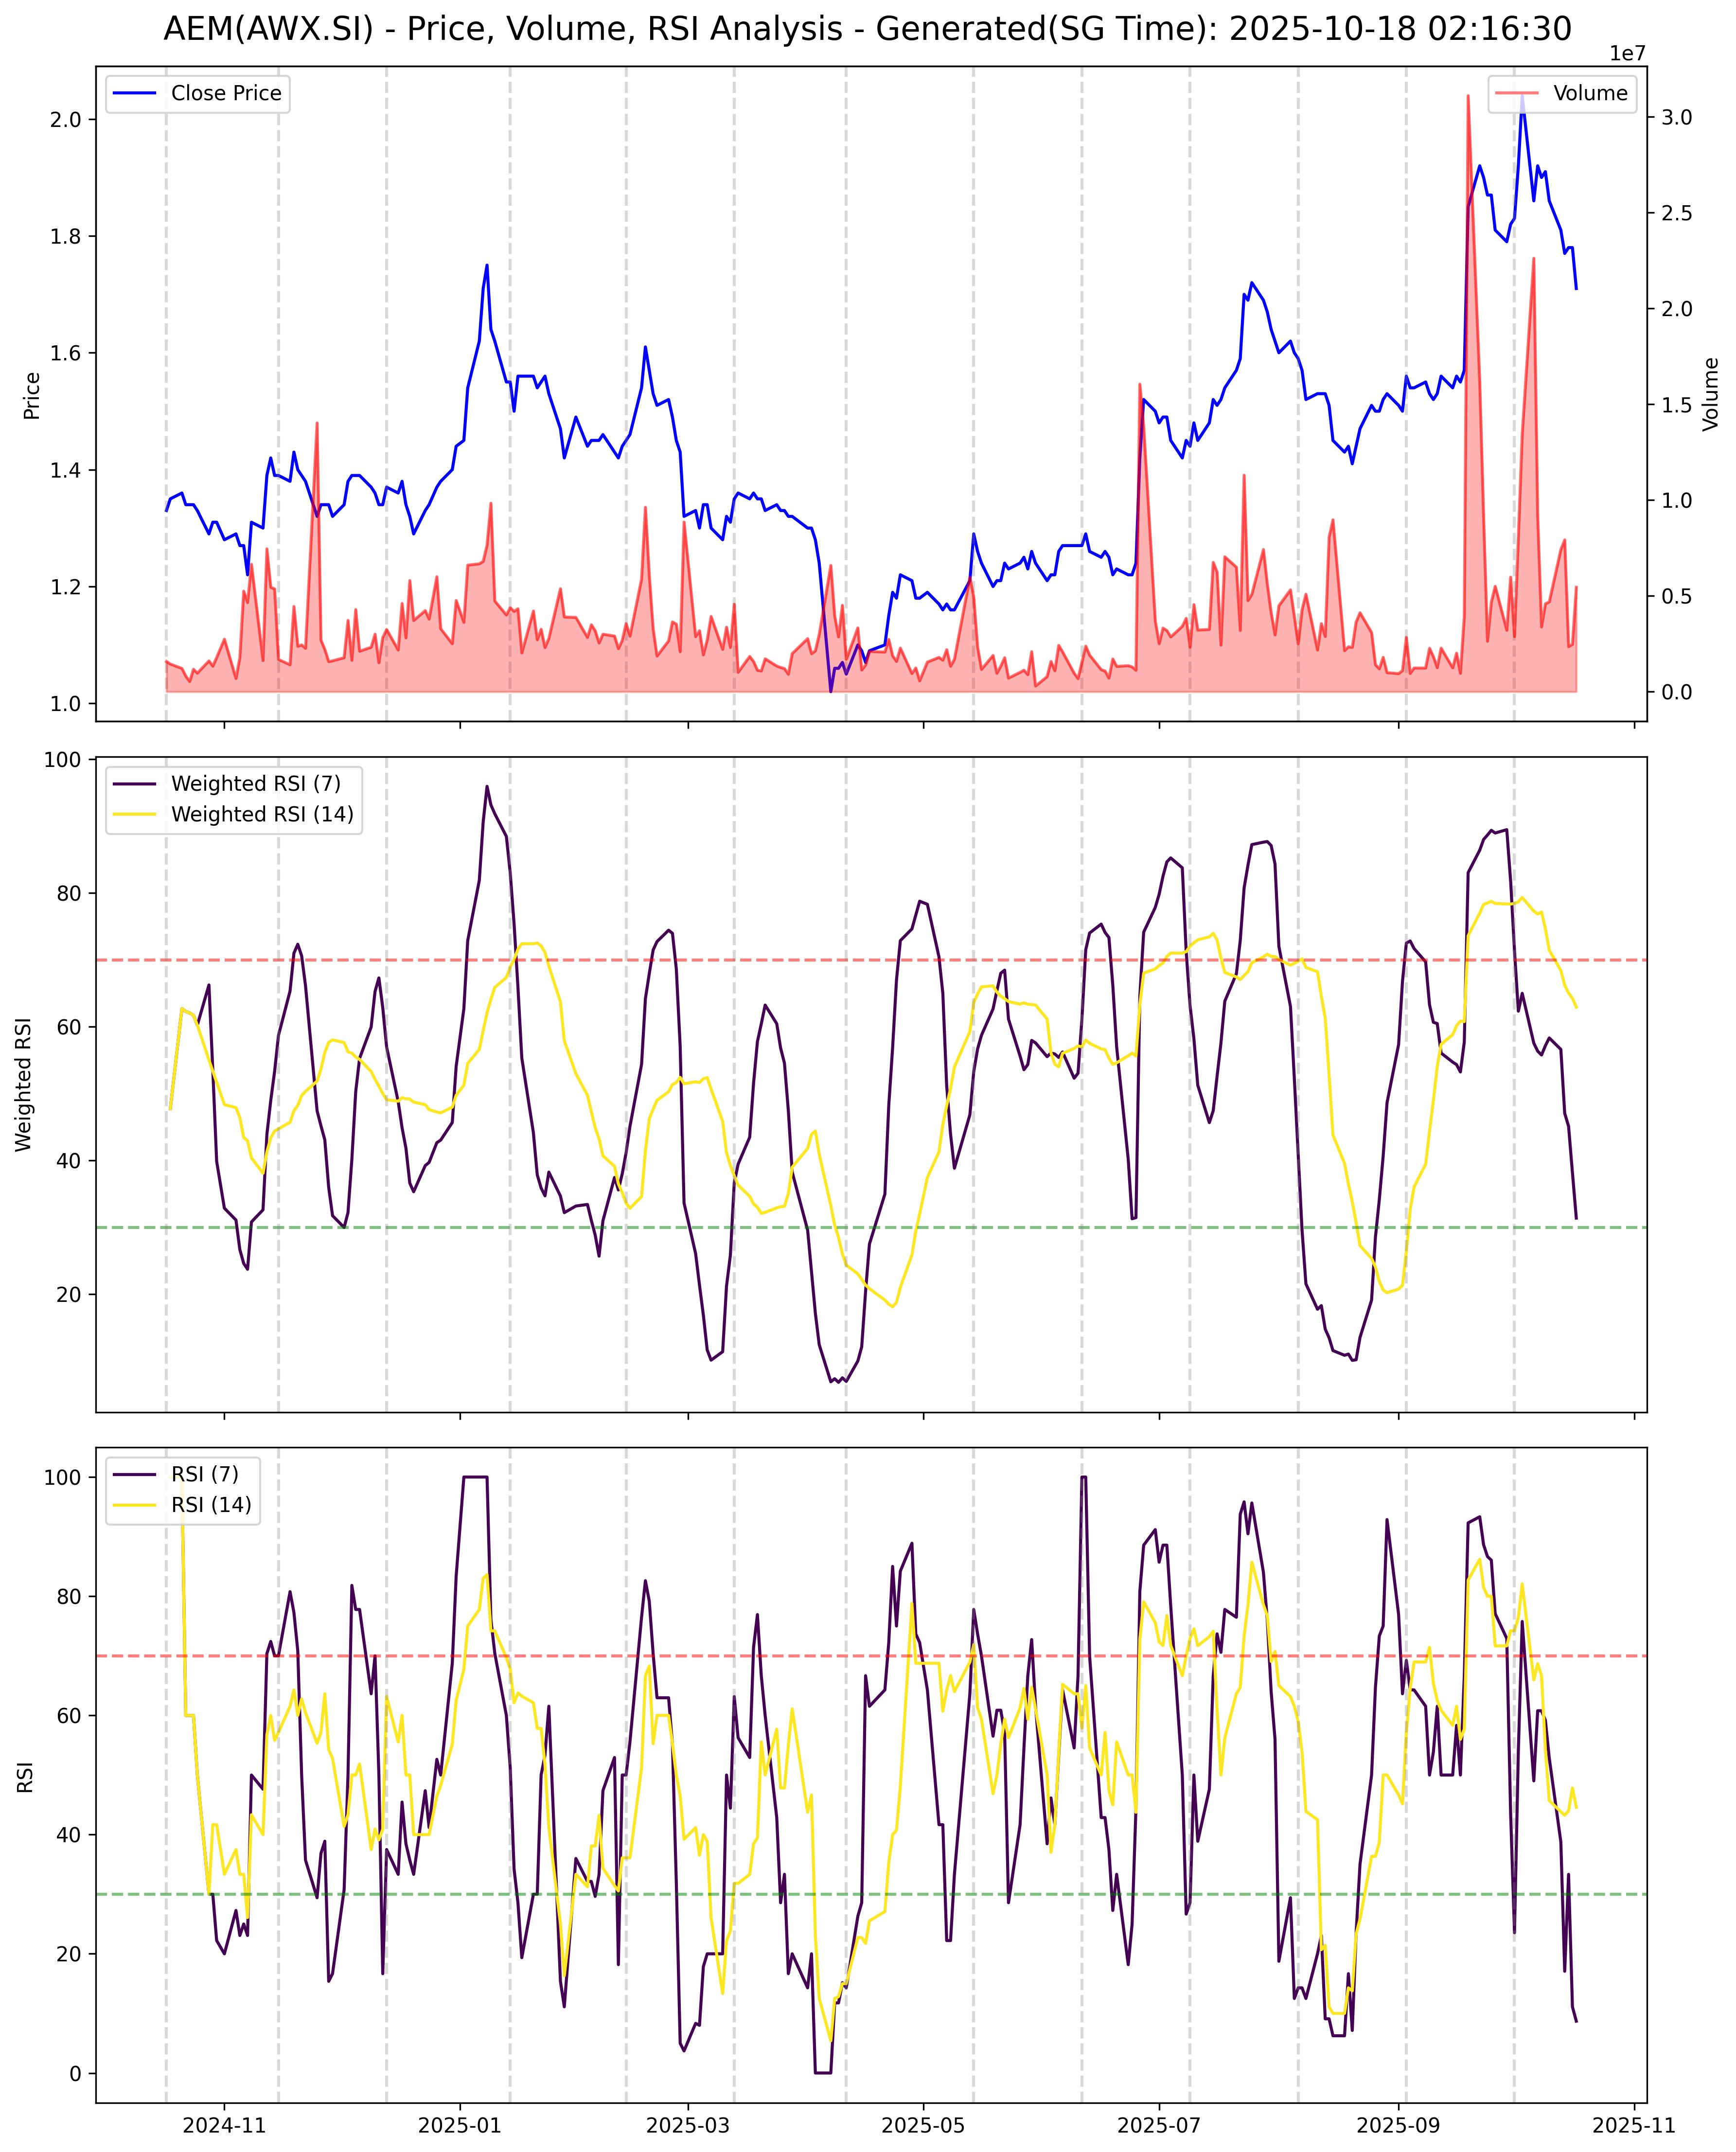 AEM(AWX.SI) - Price, Volume, RSI Analysis - Generated(SG Time): 2025-10-18 02:16:30
1e7
Close Price
Volume
2.0
1.8
1.6
1.4
1.2
1.0
Price
3.0
2.5
2.0
1.5
1.0
0.5
0.0
Volume
Weighted RSI (7)
Weighted RSI (14)
100
80
60
40
20
Weighted RSI
RSI (7)
RSI (14)
100
80
60
40
20
0
RSI
2024-11
2025-01
2025-03
2025-05
2025-07
2025-09
2025-11